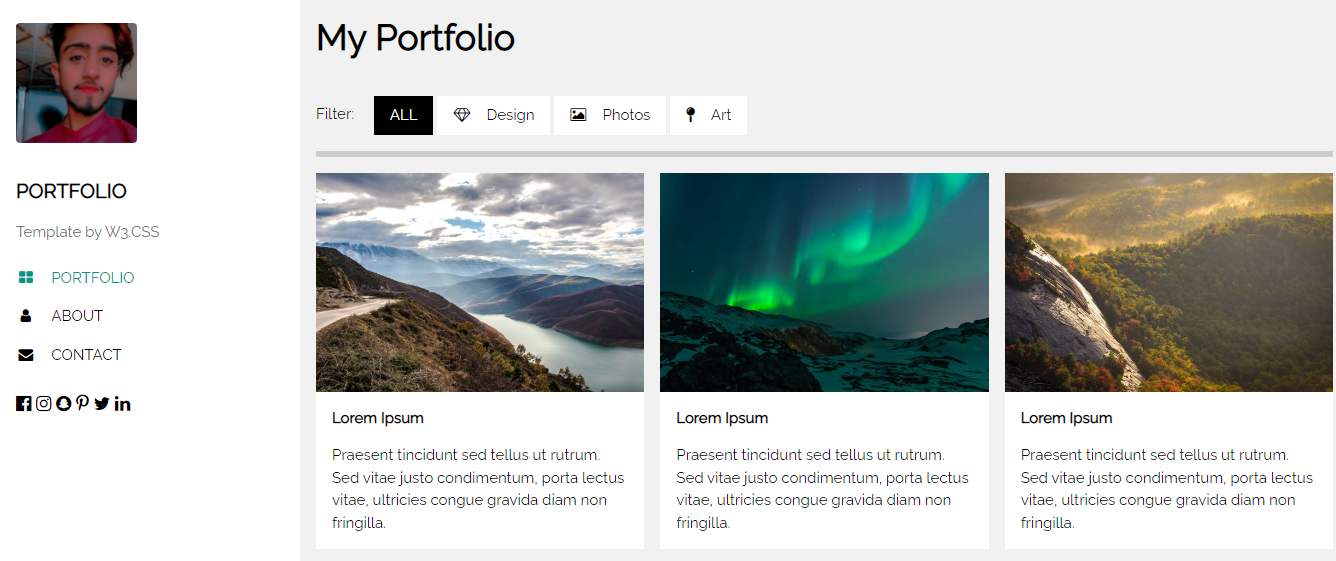 PORTFOLIO
Template by W3.CSS
PORTFOLIO
ABOUT
CONTACT
My Portfolio
Filter: ALL Design Photos Art
Lorem Ipsum
Praesent tincidunt sed tellus ut rutrum.
Sed vitae justo condimentum, porta lectus
vitae, ultricies congue gravida diam non
fringilla.
Lorem Ipsum
Praesent tincidunt sed tellus ut rutrum.
Sed vitae justo condimentum, porta lectus
vitae, ultricies congue gravida diam non
fringilla.
Lorem Ipsum
Praesent tincidunt sed tellus ut rutrum.
Sed vitae justo condimentum, porta lectus
vitae, ultricies congue gravida diam non
fringilla.